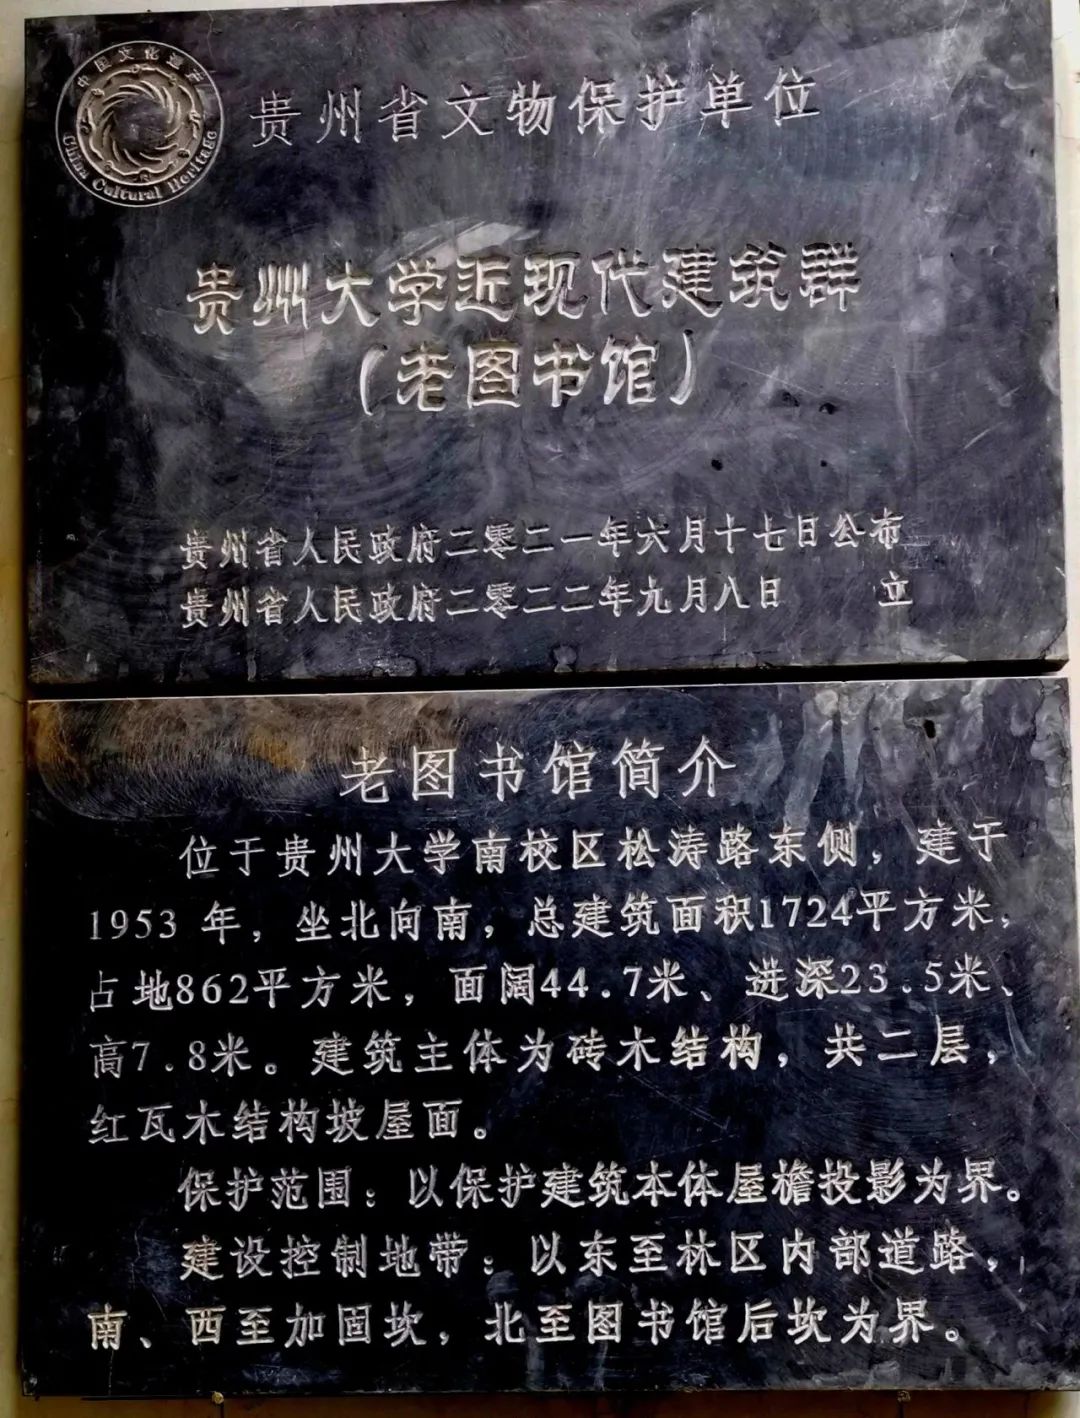 中国文化遗产
China Cultural Heritage
贵州省文物保护单位
贵州大学近现代建筑群
（老图书馆）
贵州省人民政府二零二一年六月十七日公布
贵州省人民政府二零二二年九月八日 立
老图书馆简介
位于贵州大学南校区松涛路东侧，建于
1953 年，坐北向南，总建筑面积1724平方米，
占地862平方米，面阔44.7米、进深23.5米、
高7.8米。建筑主体为砖木结构，共二层，
红瓦木结构坡屋面。
保护范围：以保护建筑本体屋檐投影为界。
建设控制地带：以东至林区内部道路，
南、西至加固坎，北至图书馆后坎为界。